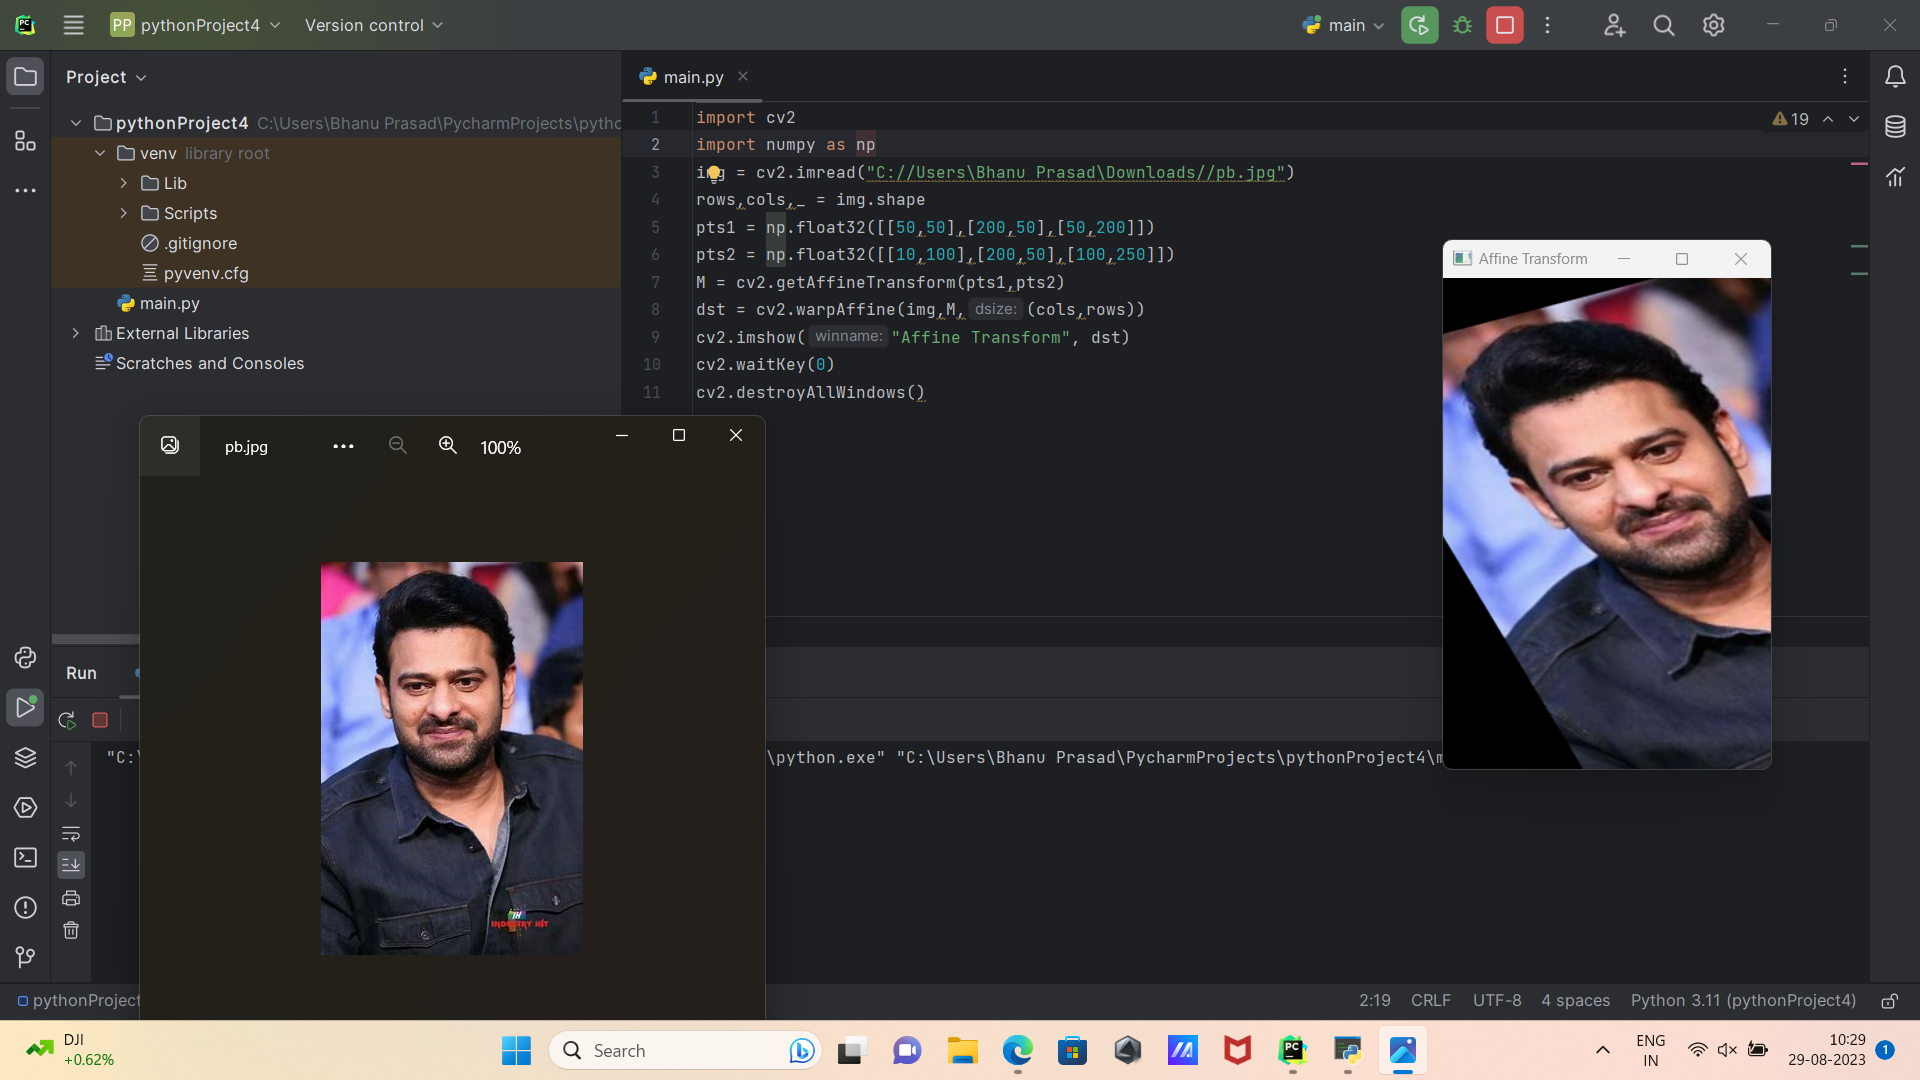 PC
PP pythonProject4
Version control
main
Project
main.py
pythonProject4 C:\Users\Bhanu Prasad\PycharmProjects\pytho
venv library root
Lib
Scripts
.gitignore
pyvenv.cfg
main.py
External Libraries
Scratches and Consoles
19
1 import cv2
2 import numpy as np
3 img = cv2.imread("C://Users\Bhanu Prasad\Downloads//pb.jpg")
4 rows,cols,_ = img.shape
5 pts1 = np.float32([[50,50],[200,50],[50,200]])
6 pts2 = np.float32([[10,100],[200,50],[100,250]])
7 M = cv2.getAffineTransform(pts1,pts2)
8 dst = cv2.warpAffine(img,M, dsize: (cols,rows))
9 cv2.imshow( winname: "Affine Transform", dst)
10 cv2.waitKey(0)
11 cv2.destroyAllWindows()
Affine Transform
pb.jpg
100%
INDUSTRY HIT
Run
"C:\
\python.exe" "C:\Users\Bhanu Prasad\PycharmProjects\pythonProject4\m
pythonProject
2:19 CRLF UTF-8 4 spaces Python 3.11 (pythonProject4)
DJI
+0.62%
Search
PC
ENG
IN
10:29
29-08-2023
1